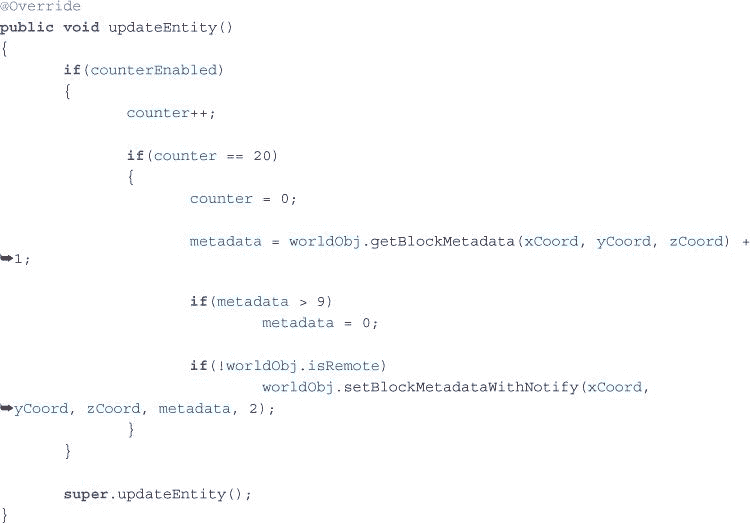 @Override
public void updateEntity()
{
if(counterEnabled)
{
counter++;
if(counter == 20)
{
counter = 0;
metadata = worldObj.getBlockMetadata(xCoord, yCoord, zCoord) +
➥1;
if(metadata > 9)
metadata = 0;
if(!worldObj.isRemote)
worldObj.setBlockMetadataWithNotify(xCoord,
➥yCoord, zCoord, metadata, 2);
}
}
super.updateEntity();
}